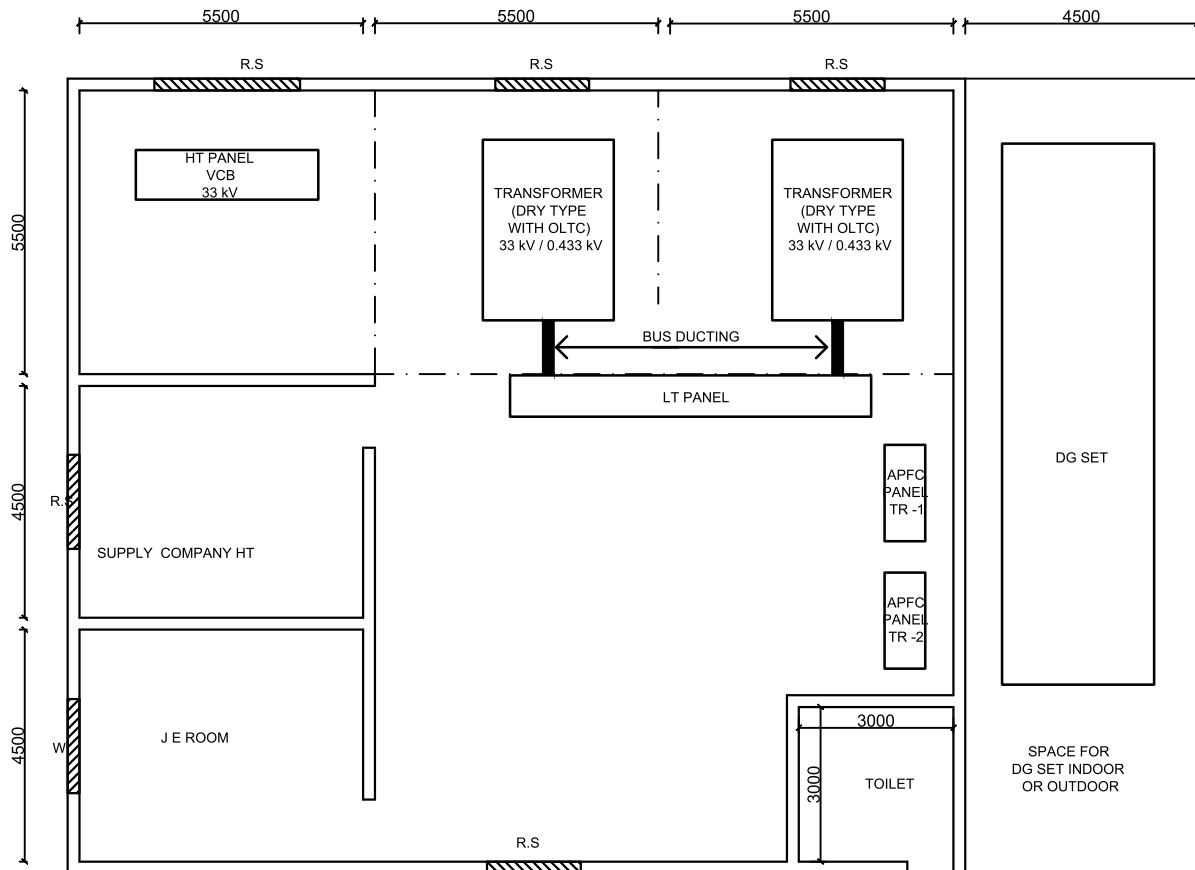 5500
5500
5500
4500
R.S
R.S
R.S
HT PANEL
VCB
33 kV
TRANSFORMER
(DRY TYPE
WITH OLTC)
33 kV / 0.433 kV
TRANSFORMER
(DRY TYPE
WITH OLTC)
33 kV / 0.433 kV
5500
BUS DUCTING
LT PANEL
DG SET
APFC
PANEL
TR -1
4500
R.S
SUPPLY COMPANY HT
APFC
PANEL
TR -2
4500
W
J E ROOM
3000
3000
TOILET
SPACE FOR
DG SET INDOOR
OR OUTDOOR
R.S